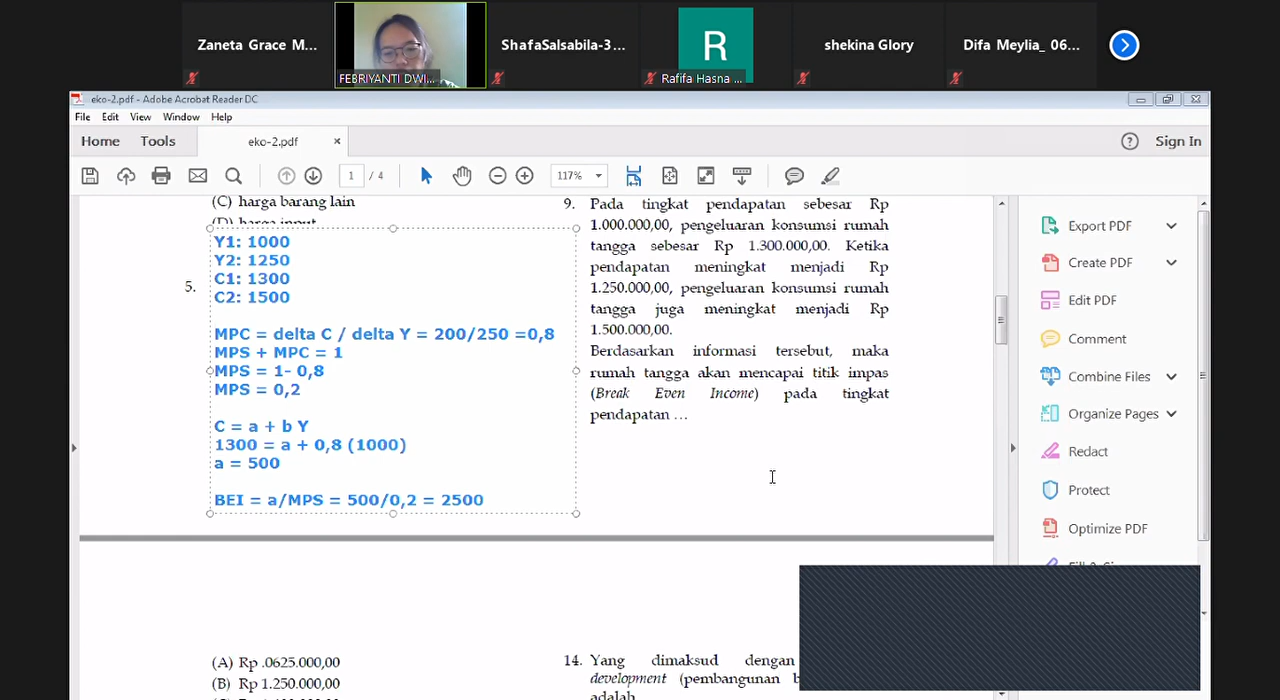 Zaneta Grace M...
FEBRIYANTI DWI...
ShafaSalsabila-3...
R
Rafifa Hasna ...
shekina Glory
Difa Meylia_ 06...
eko-2.pdf - Adobe Acrobat Reader DC
File Edit View Window Help
Home Tools eko-2.pdf ×
Sign In
1 / 4
117%
(C) harga barang lain
(D) harga input
5.
Y1: 1000
Y2: 1250
C1: 1300
C2: 1500
MPC = delta C / delta Y = 200/250 =0,8
MPS + MPC = 1
MPS = 1- 0,8
MPS = 0,2
C = a + b Y
1300 = a + 0,8 (1000)
a = 500
BEI = a/MPS = 500/0,2 = 2500
9. Pada tingkat pendapatan sebesar Rp
1.000.000,00, pengeluaran konsumsi rumah
tangga sebesar Rp 1.300.000,00. Ketika
pendapatan meningkat menjadi Rp
1.250.000,00, pengeluaran konsumsi rumah
tangga juga meningkat menjadi Rp
1.500.000,00.
Berdasarkan informasi tersebut, maka
rumah tangga akan mencapai titik impas
(Break Even Income) pada tingkat
pendapatan …
(A) Rp .0625.000,00
(B) Rp 1.250.000,00
14. Yang dimaksud dengan
development (pembangunan
adalah
Export PDF
Create PDF
Edit PDF
Comment
Combine Files
Organize Pages
Redact
Protect
Optimize PDF